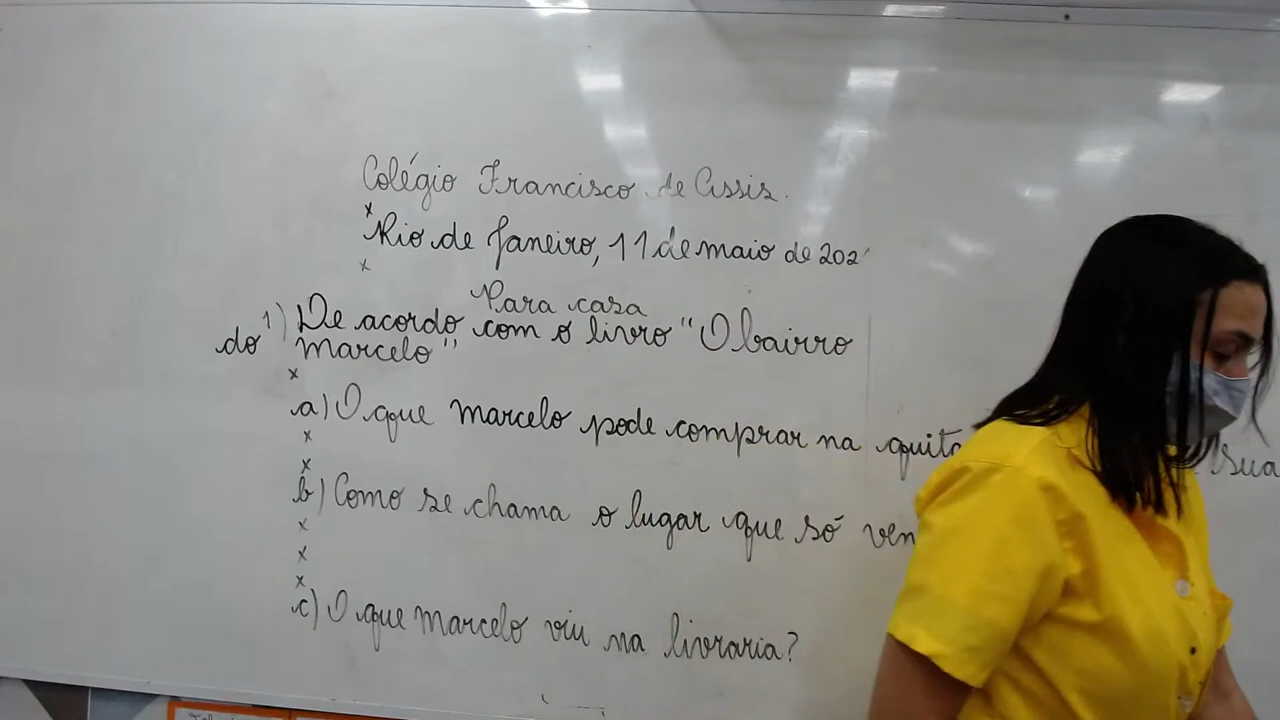 Colégio Francisco de Assis.
x
Rio de Janeiro, 11 de maio de 202
x
Para casa
1) De acordo com o livro "O bairro
do marcelo"
x
a) O que marcelo pode comprar na quita sua
x
x
b) Como se chama o lugar que só ven
x
x
x
c) O que marcelo viu na livraria?